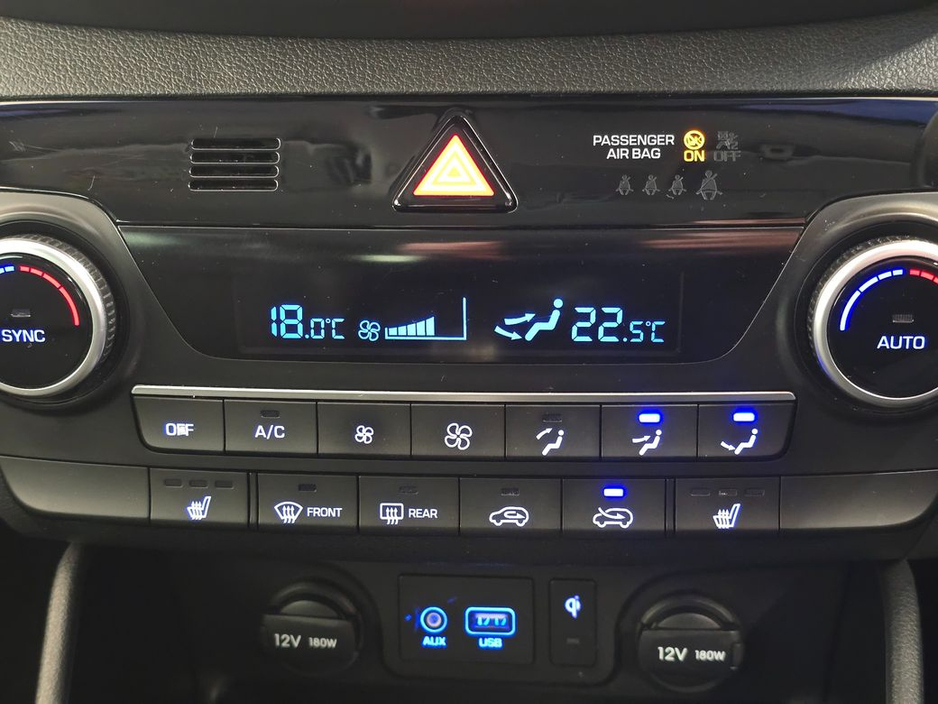 PASSENGER ON OFF
AIR BAG
18.0°C 22.5°C
SYNC AUTO
OFF A/C
FRONT REAR
12V 180W AUX USB 12V 180W